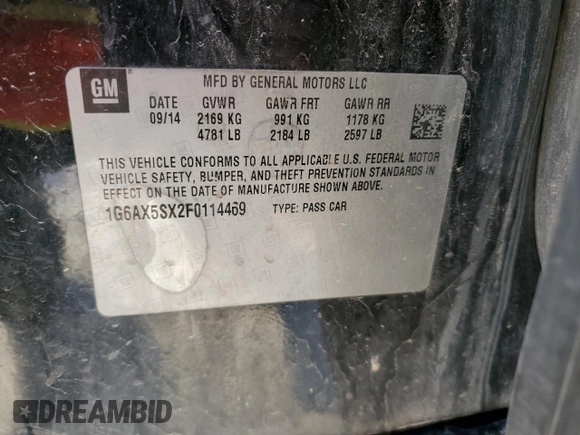 GM
MFD BY GENERAL MOTORS LLC
DATE GVWR GAWR FRT GAWR RR
09/14 2169 KG 991 KG 1178 KG
4781 LB 2184 LB 2597 LB
THIS VEHICLE CONFORMS TO ALL APPLICABLE U.S. FEDERAL MOTOR
VEHICLE SAFETY, BUMPER, AND THEFT PREVENTION STANDARDS IN
EFFECT ON THE DATE OF MANUFACTURE SHOWN ABOVE.
1G6AX5SX2F0114469 TYPE: PASS CAR
DREAMBID